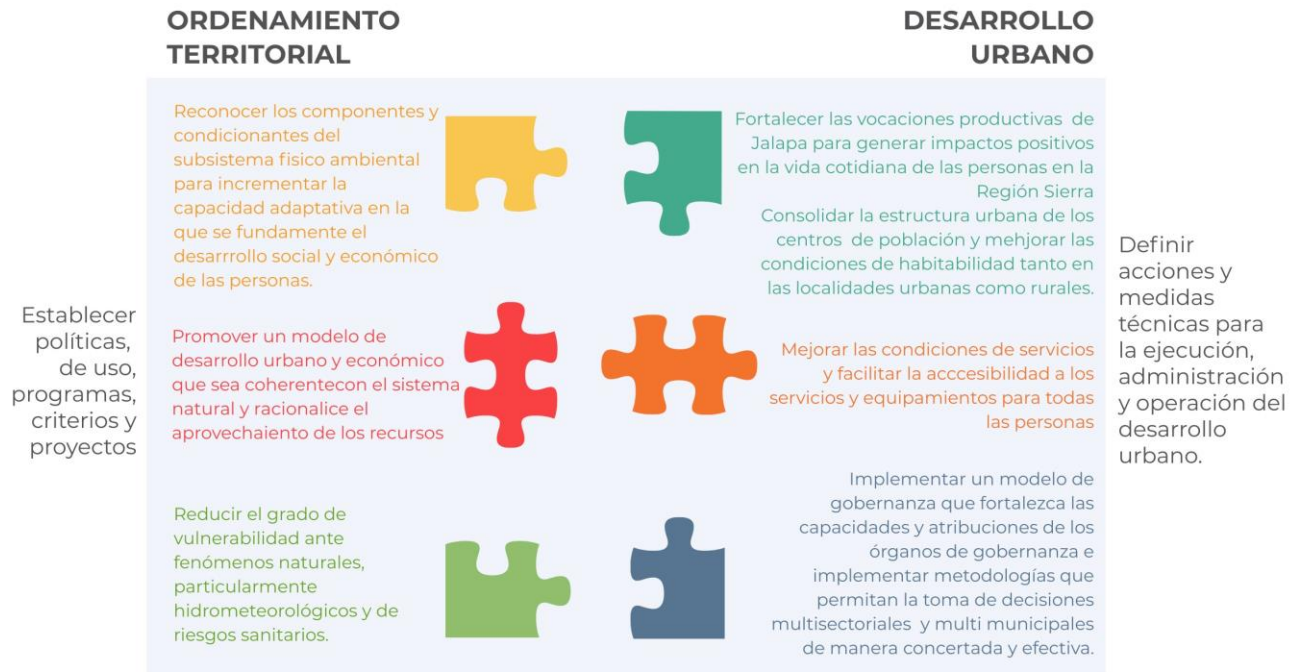 ORDENAMIENTO
TERRITORIAL
DESARROLLO
URBANO
Establecer
políticas,
de uso,
programas,
criterios y
proyectos
Reconocer los componentes y
condicionantes del
subsistema fisico ambiental
para incrementar la
capacidad adaptativa en la
que se fundamente el
desarrrollo social y económico
de las personas.
Promover un modelo de
desarrollo urbano y económico
que sea coherentecon el sistema
natural y racionalice el
aprovechaiento de los recursos
Reducir el grado de
vulnerabilidad ante
fenómenos naturales,
particularmente
hidrometeorológicos y de
riesgos sanitarios.
Fortalecer las vocaciones productivas de
Jalapa para generar impactos positivos
en la vida cotidiana de las personas en la
Región Sierra
Consolidar la estructura urbana de los
centros de población y mehjorar las
condiciones de habitabilidad tanto en
las localidades urbanas como rurales.
Mejorar las condiciones de servicios
y facilitar la acccesibilidad a los
servicios y equipamientos para todas
las personas
Implementar un modelo de
gobernanza que fortalezca las
capacidades y atribuciones de los
órganos de gobernanza e
implementar metodologías que
permitan la toma de decisiones
multisectoriales y multi municipales
de manera concertada y efectiva.
Definir
acciones y
medidas
técnicas para
la ejecución,
administración
y operación del
desarrollo
urbano.